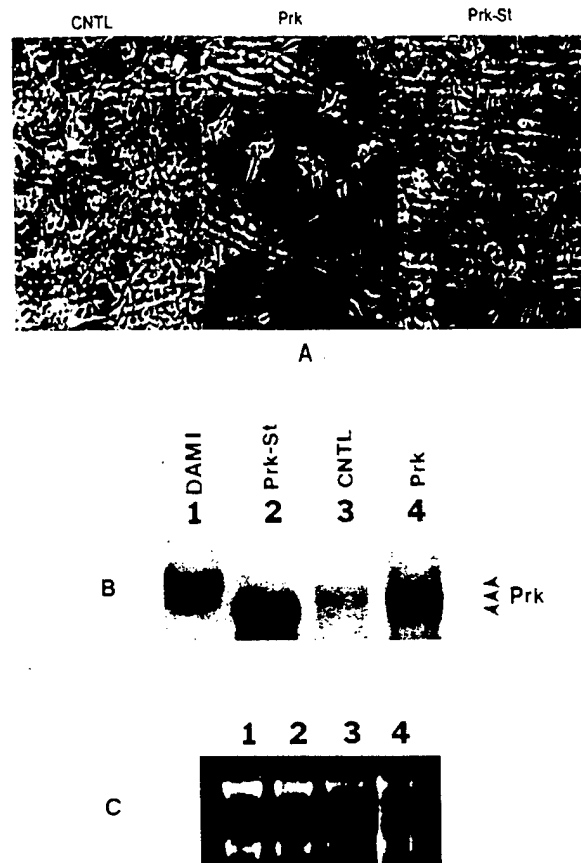 CNTL Prk Prk-St
A
DAMI Prk-St CNTL Prk
1 2 3 4
B Prk
1 2 3 4
C